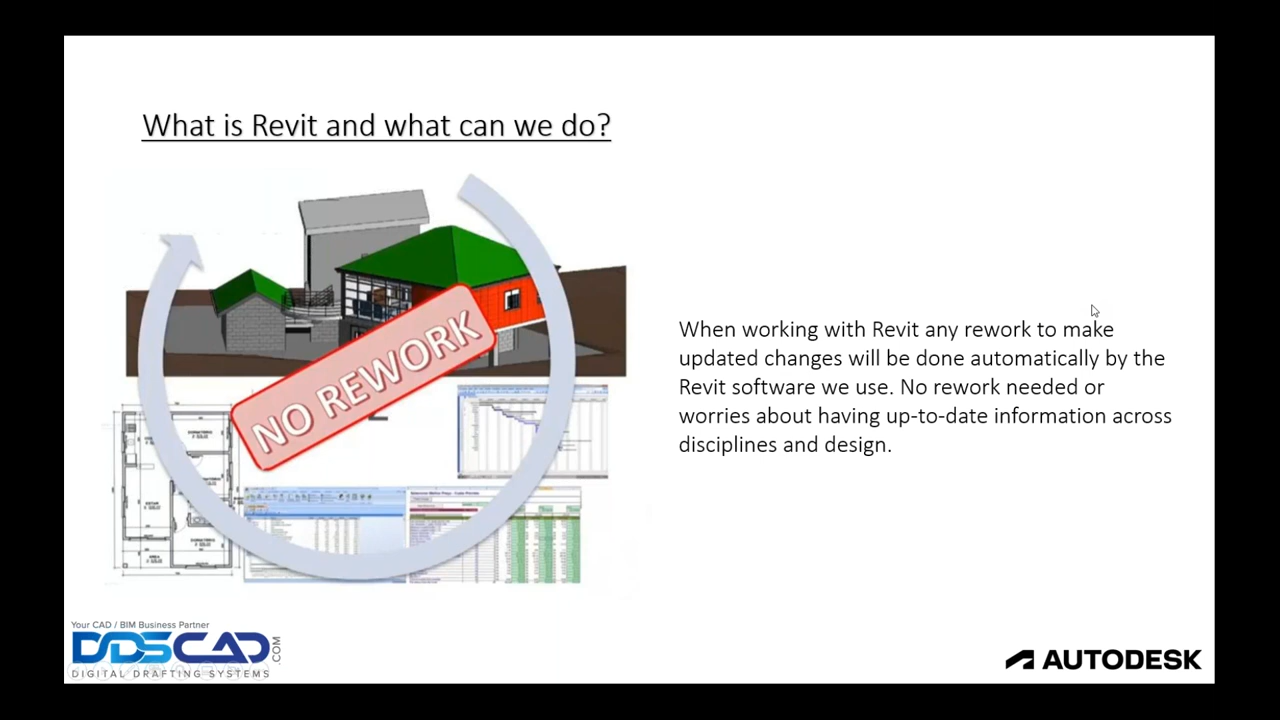 What is Revit and what can we do?
NO REWORK
When working with Revit any rework to make
updated changes will be done automatically by the
Revit software we use. No rework needed or
worries about having up-to-date information across
disciplines and design.
Your CAD / BIM Business Partner
DDSCAD.COM
DIGITAL DRAFTING SYSTEMS
AUTODESK